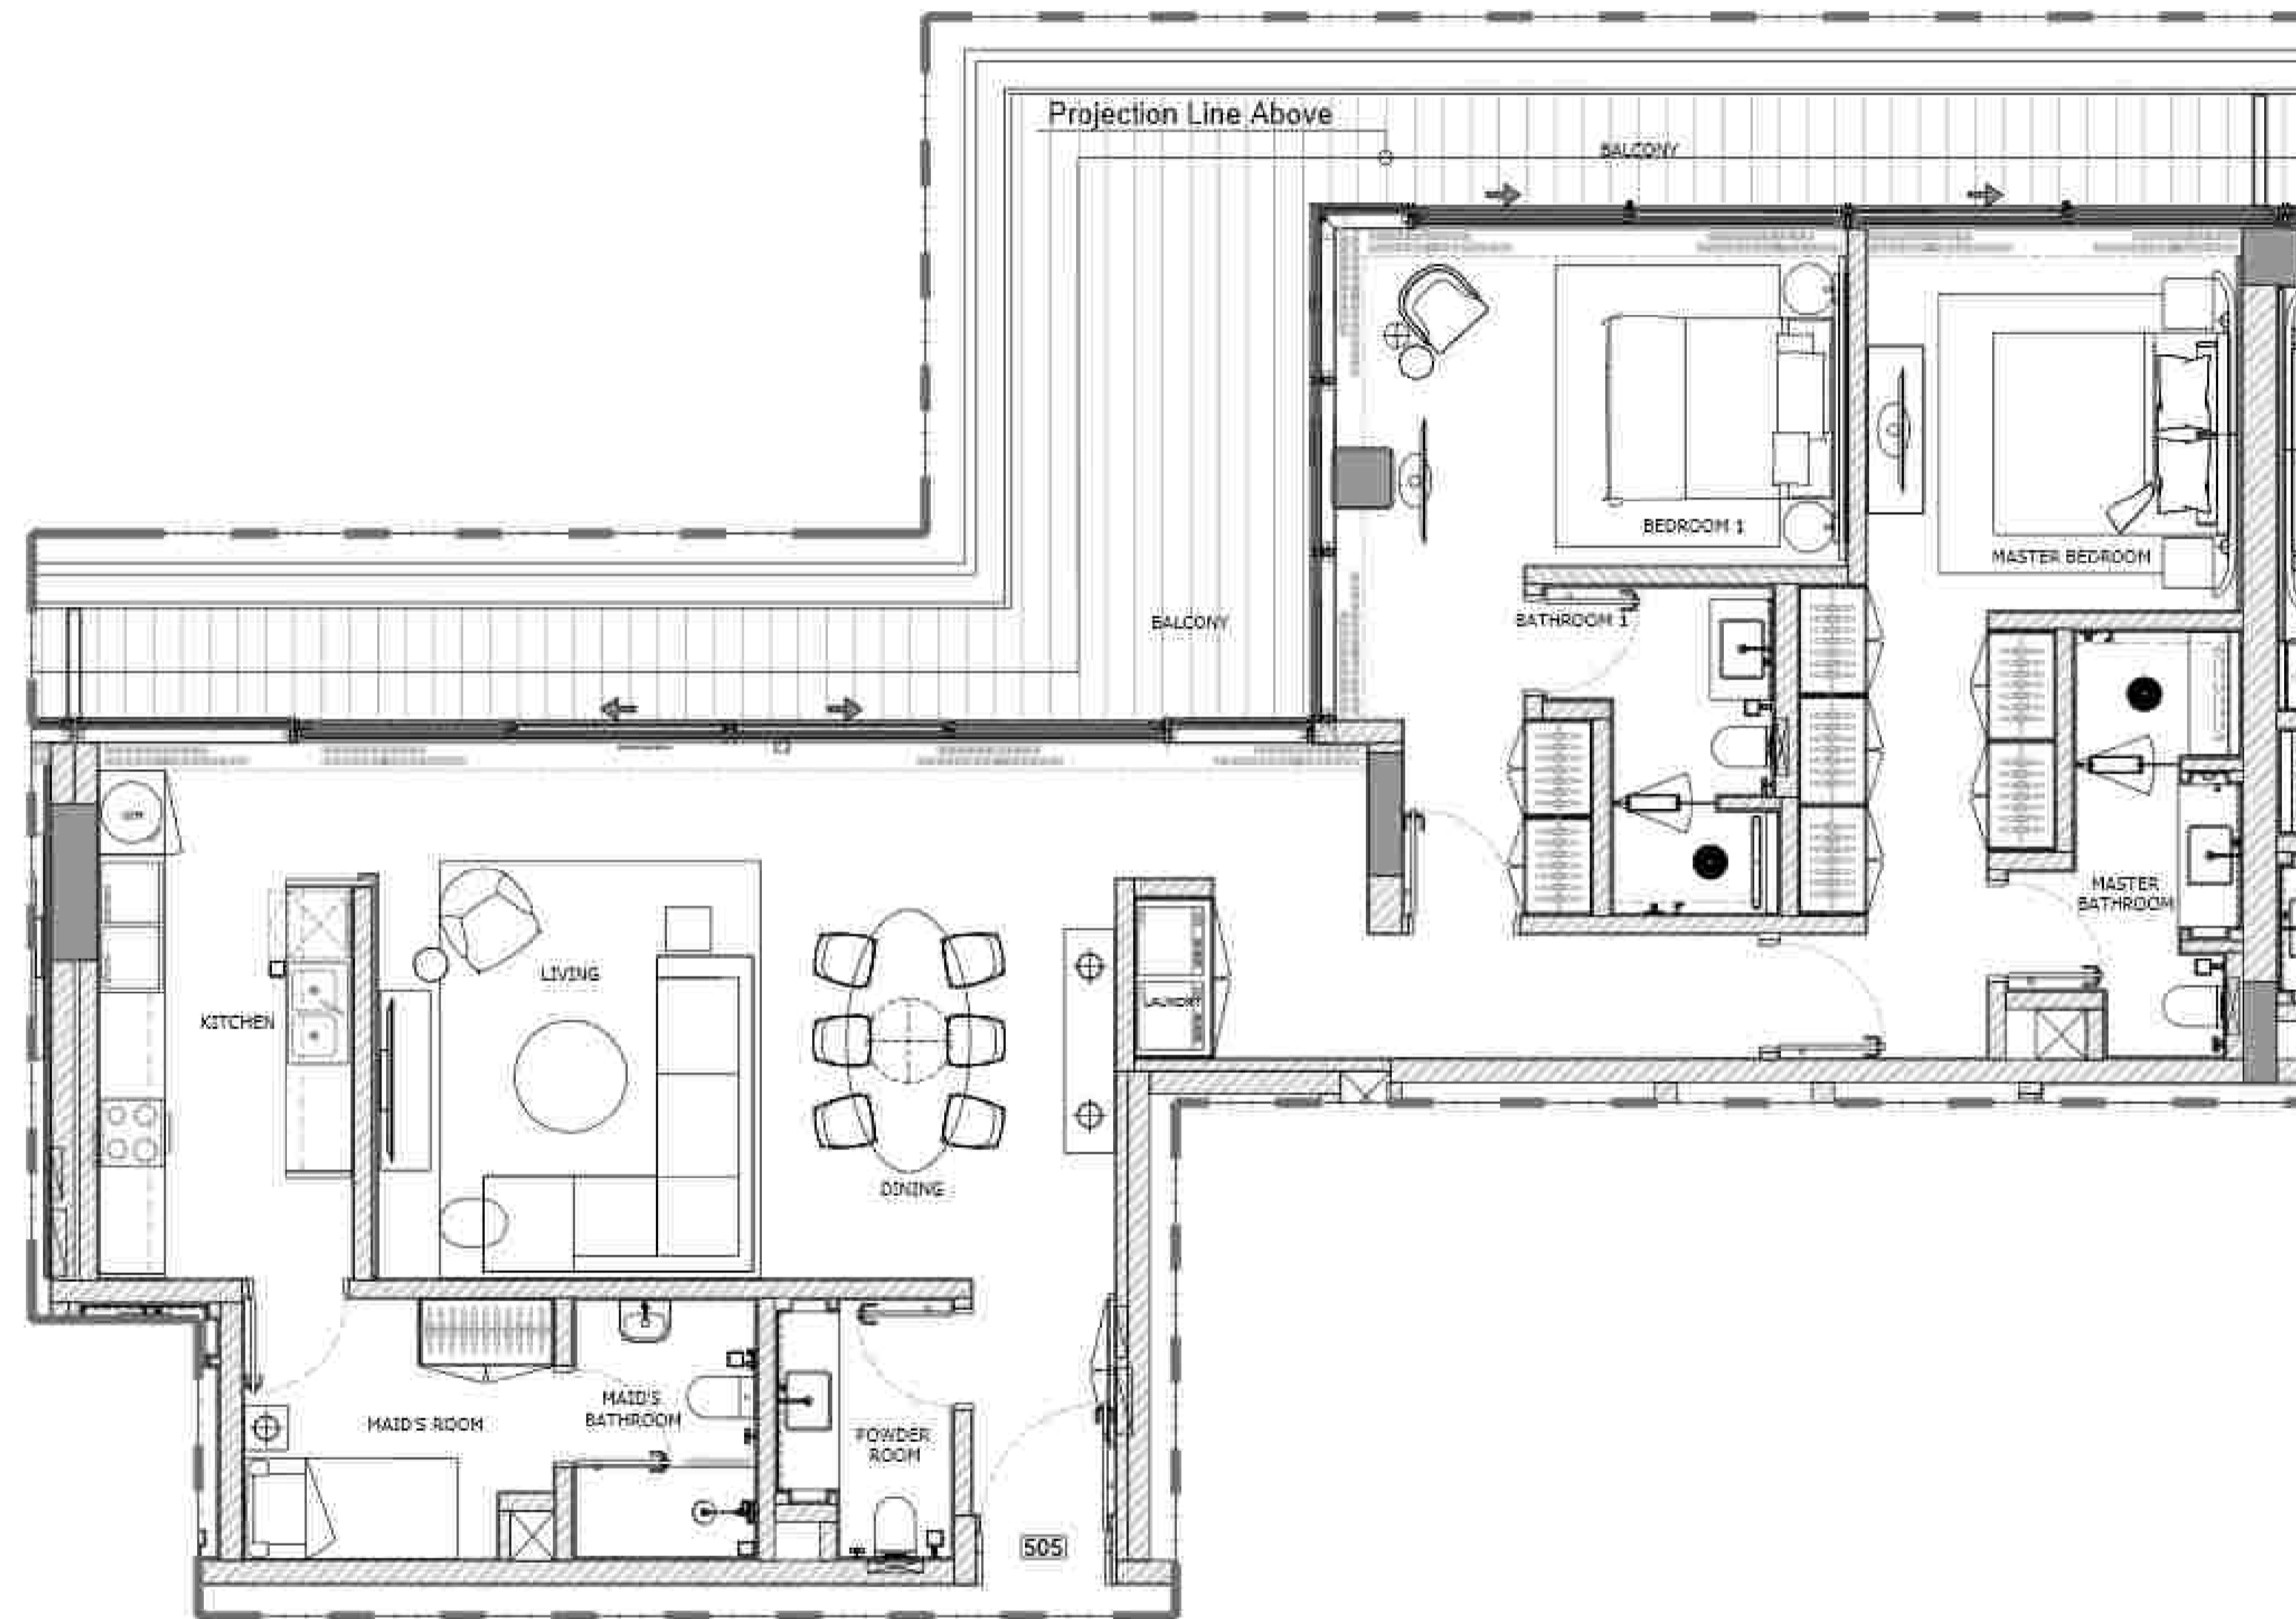 Projection Line Above
BALCONY
BEDROOM 1
MASTER BEDROOM
BALCONY
BATHROOM 1
MASTER
BATHROOM
LIVING
KITCHEN
LAUNDRY
DINING
MAID'S ROOM
MAID'S
BATHROOM
POWDER
ROOM
505